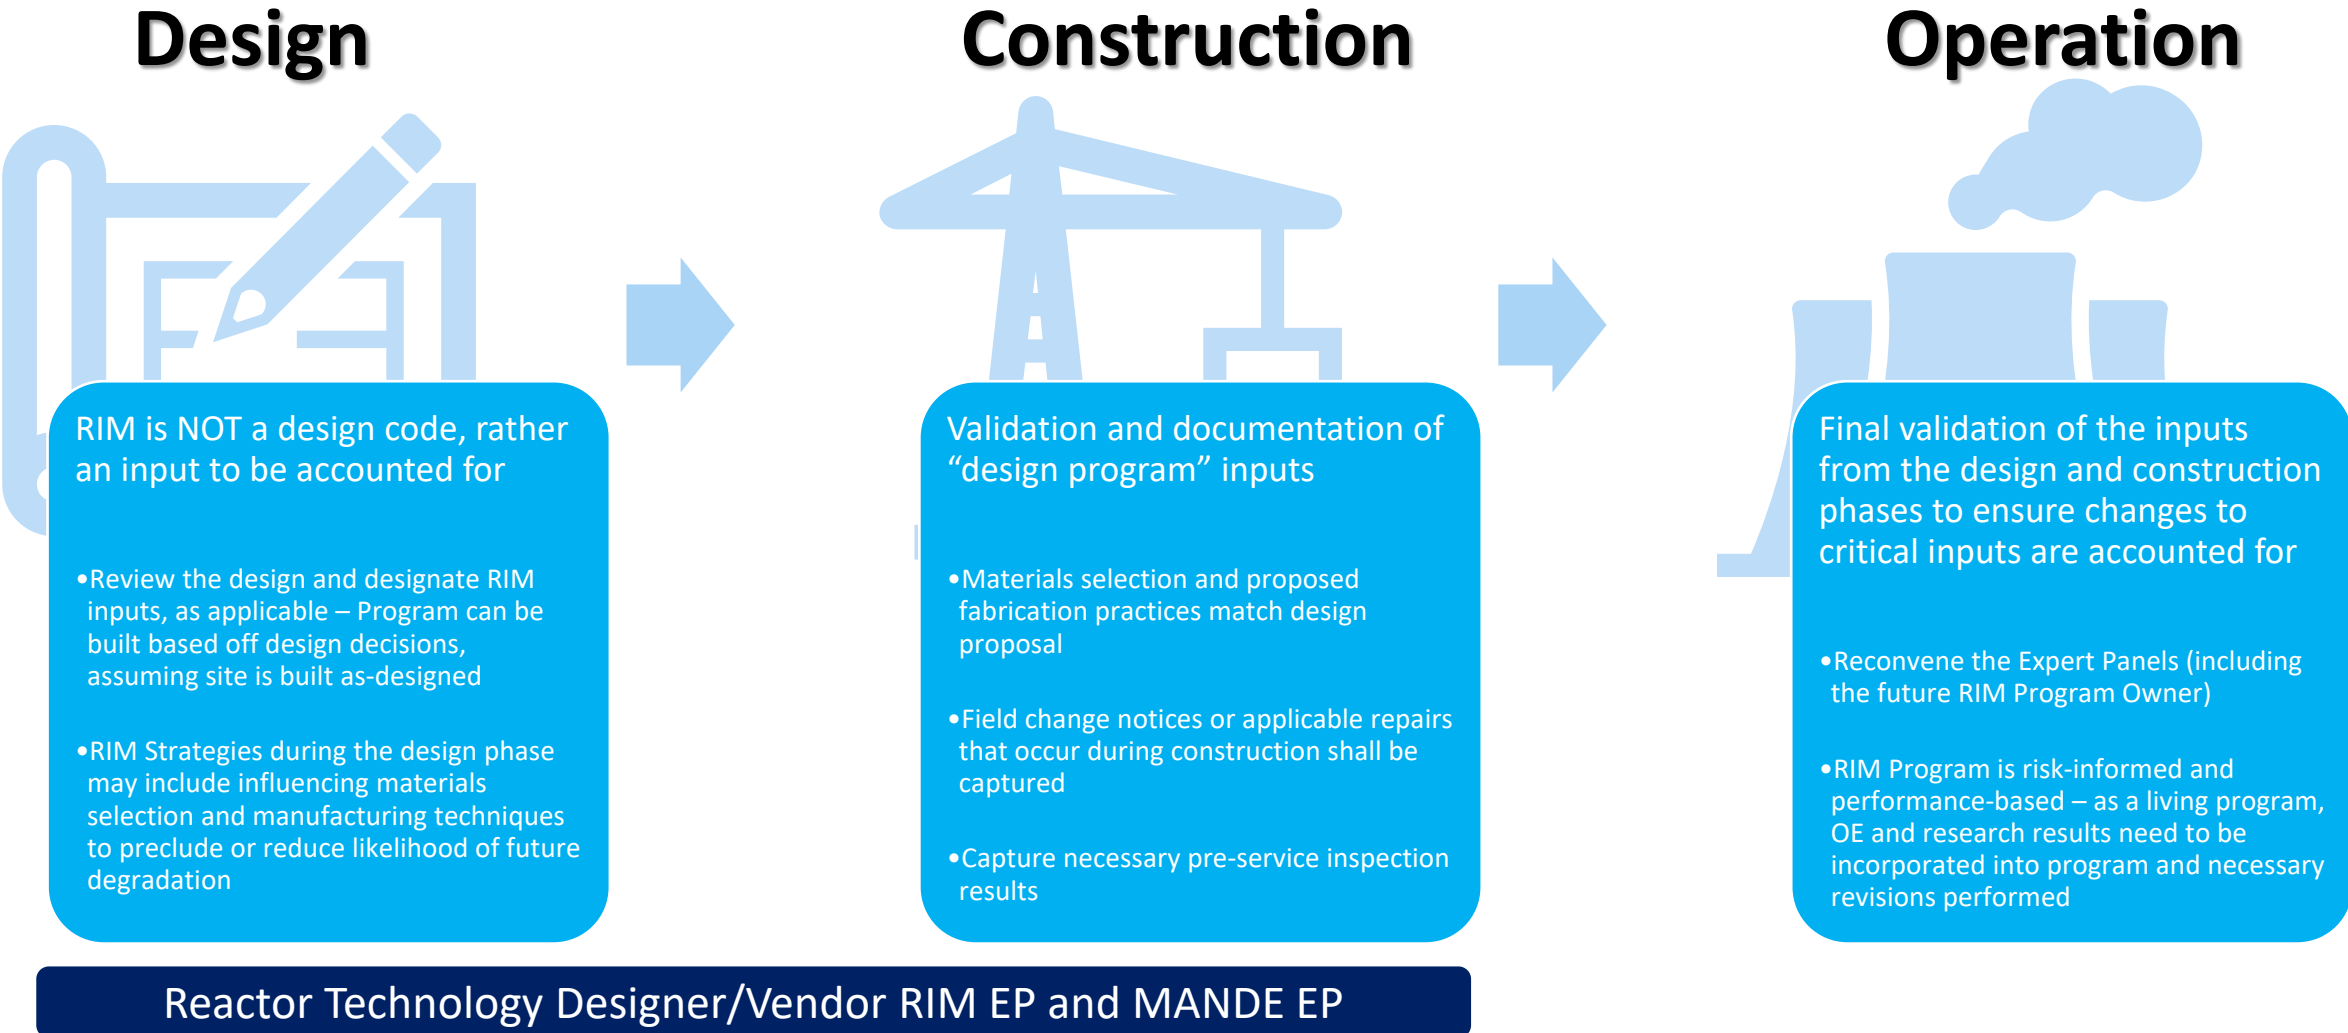 Design
Construction
Operation
RIM is NOT a design code, rather
an input to be accounted for
•Review the design and designate RIM
inputs, as applicable – Program can be
built based off design decisions,
assuming site is built as-designed
•RIM Strategies during the design phase
may include influencing materials
selection and manufacturing techniques
to preclude or reduce likelihood of future
degradation
Validation and documentation of
“design program” inputs
•Materials selection and proposed
fabrication practices match design
proposal
•Field change notices or applicable repairs
that occur during construction shall be
captured
•Capture necessary pre-service inspection
results
Final validation of the inputs
from the design and construction
phases to ensure changes to
critical inputs are accounted for
•Reconvene the Expert Panels (including
the future RIM Program Owner)
•RIM Program is risk-informed and
performance-based – as a living program,
OE and research results need to be
incorporated into program and necessary
revisions performed
Reactor Technology Designer/Vendor RIM EP and MANDE EP